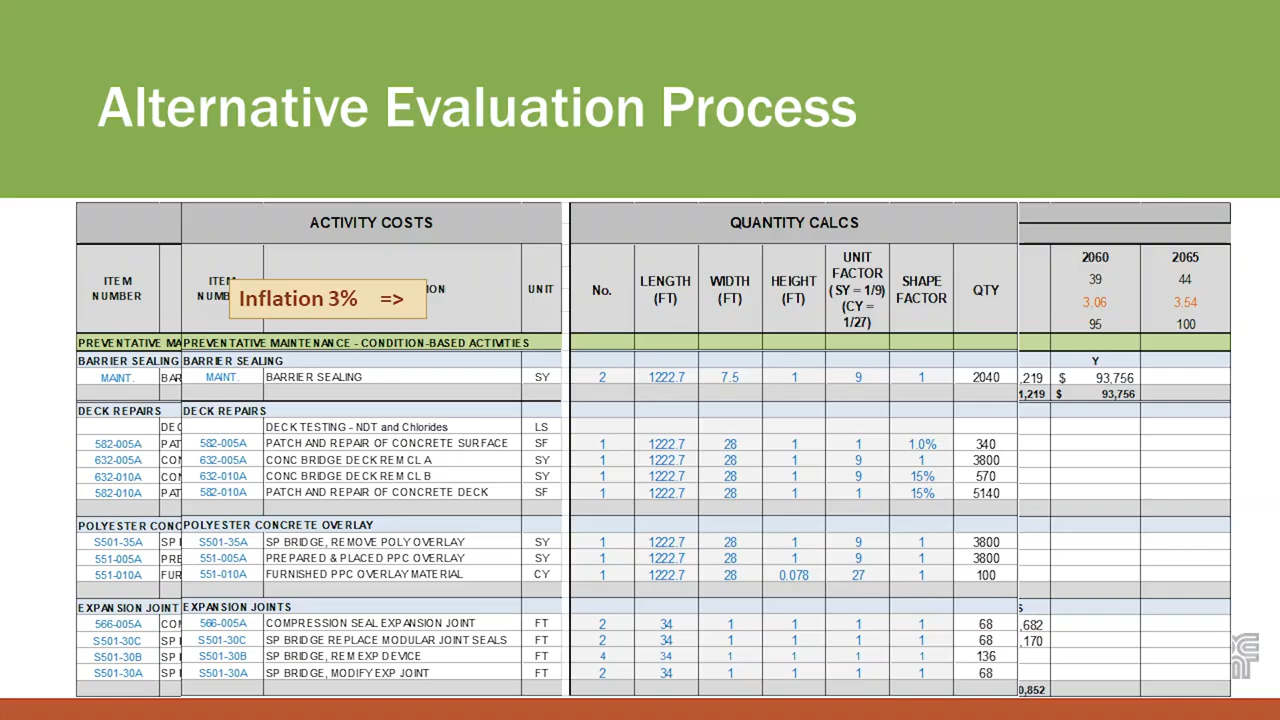 Alternative Evaluation Process
ACTIVITY COSTS QUANTITY CALCS
ITEM NUMBER ITEM UNIT No. LENGTH (FT) WIDTH (FT) HEIGHT (FT) UNIT FACTOR (SY = 1/9) (CY = 1/27) SHAPE FACTOR QTY 2060 2065
39 44
Inflation 3% =>
3.06 3.54
95 100
PREVENTATIVE MA PREVENTATIVE MAINTENANCE - CONDITION-BASED ACTIVITIES
BARRIER SEALING BARRIER SEALING Y
MAINT. BAR MAINT. BARRIER SEALING SY 2 1222.7 7.5 1 9 1 2040 ,219 $ 93,756
1,219 $ 93,756
DECK REPAIRS DECK REPAIRS
DEC DECK TESTING - NDT and Chlorides LS
582-005A PAT 582-005A PATCH AND REPAIR OF CONCRETE SURFACE SF 1 1222.7 28 1 1 1.0% 340
632-005A CON 632-005A CONC BRIDGE DECK REM CL A SY 1 1222.7 28 1 9 1 3800
632-010A CON 632-010A CONC BRIDGE DECK REM CL B SY 1 1222.7 28 1 9 15% 570
582-010A PAT 582-010A PATCH AND REPAIR OF CONCRETE DECK SF 1 1222.7 28 1 1 15% 5140
POLYESTER CONC POLYESTER CONCRETE OVERLAY
S501-35A SP S501-35A SP BRIDGE, REMOVE POLY OVERLAY SY 1 1222.7 28 1 9 1 3800
551-005A PRE 551-005A PREPARED & PLACED PPC OVERLAY SY 1 1222.7 28 1 9 1 3800
551-010A FUR 551-010A FURNISHED PPC OVERLAY MATERIAL CY 1 1222.7 28 0.078 27 1 100
EXPANSION JOINT EXPANSION JOINTS
566-005A 566-005A COMPRESSION SEAL EXPANSION JOINT FT 2 34 1 1 1 1 68 ,682
S501-30C SP S501-30C SP BRIDGE REPLACE MODULAR JOINT SEALS FT 2 34 1 1 1 1 68 ,170
S501-30B SP S501-30B SP BRIDGE, REM EXP DEVICE FT 4 34 1 1 1 1 136
S501-30A SP S501-30A SP BRIDGE, MODIFY EXP JOINT FT 2 34 1 1 1 1 68
0,852